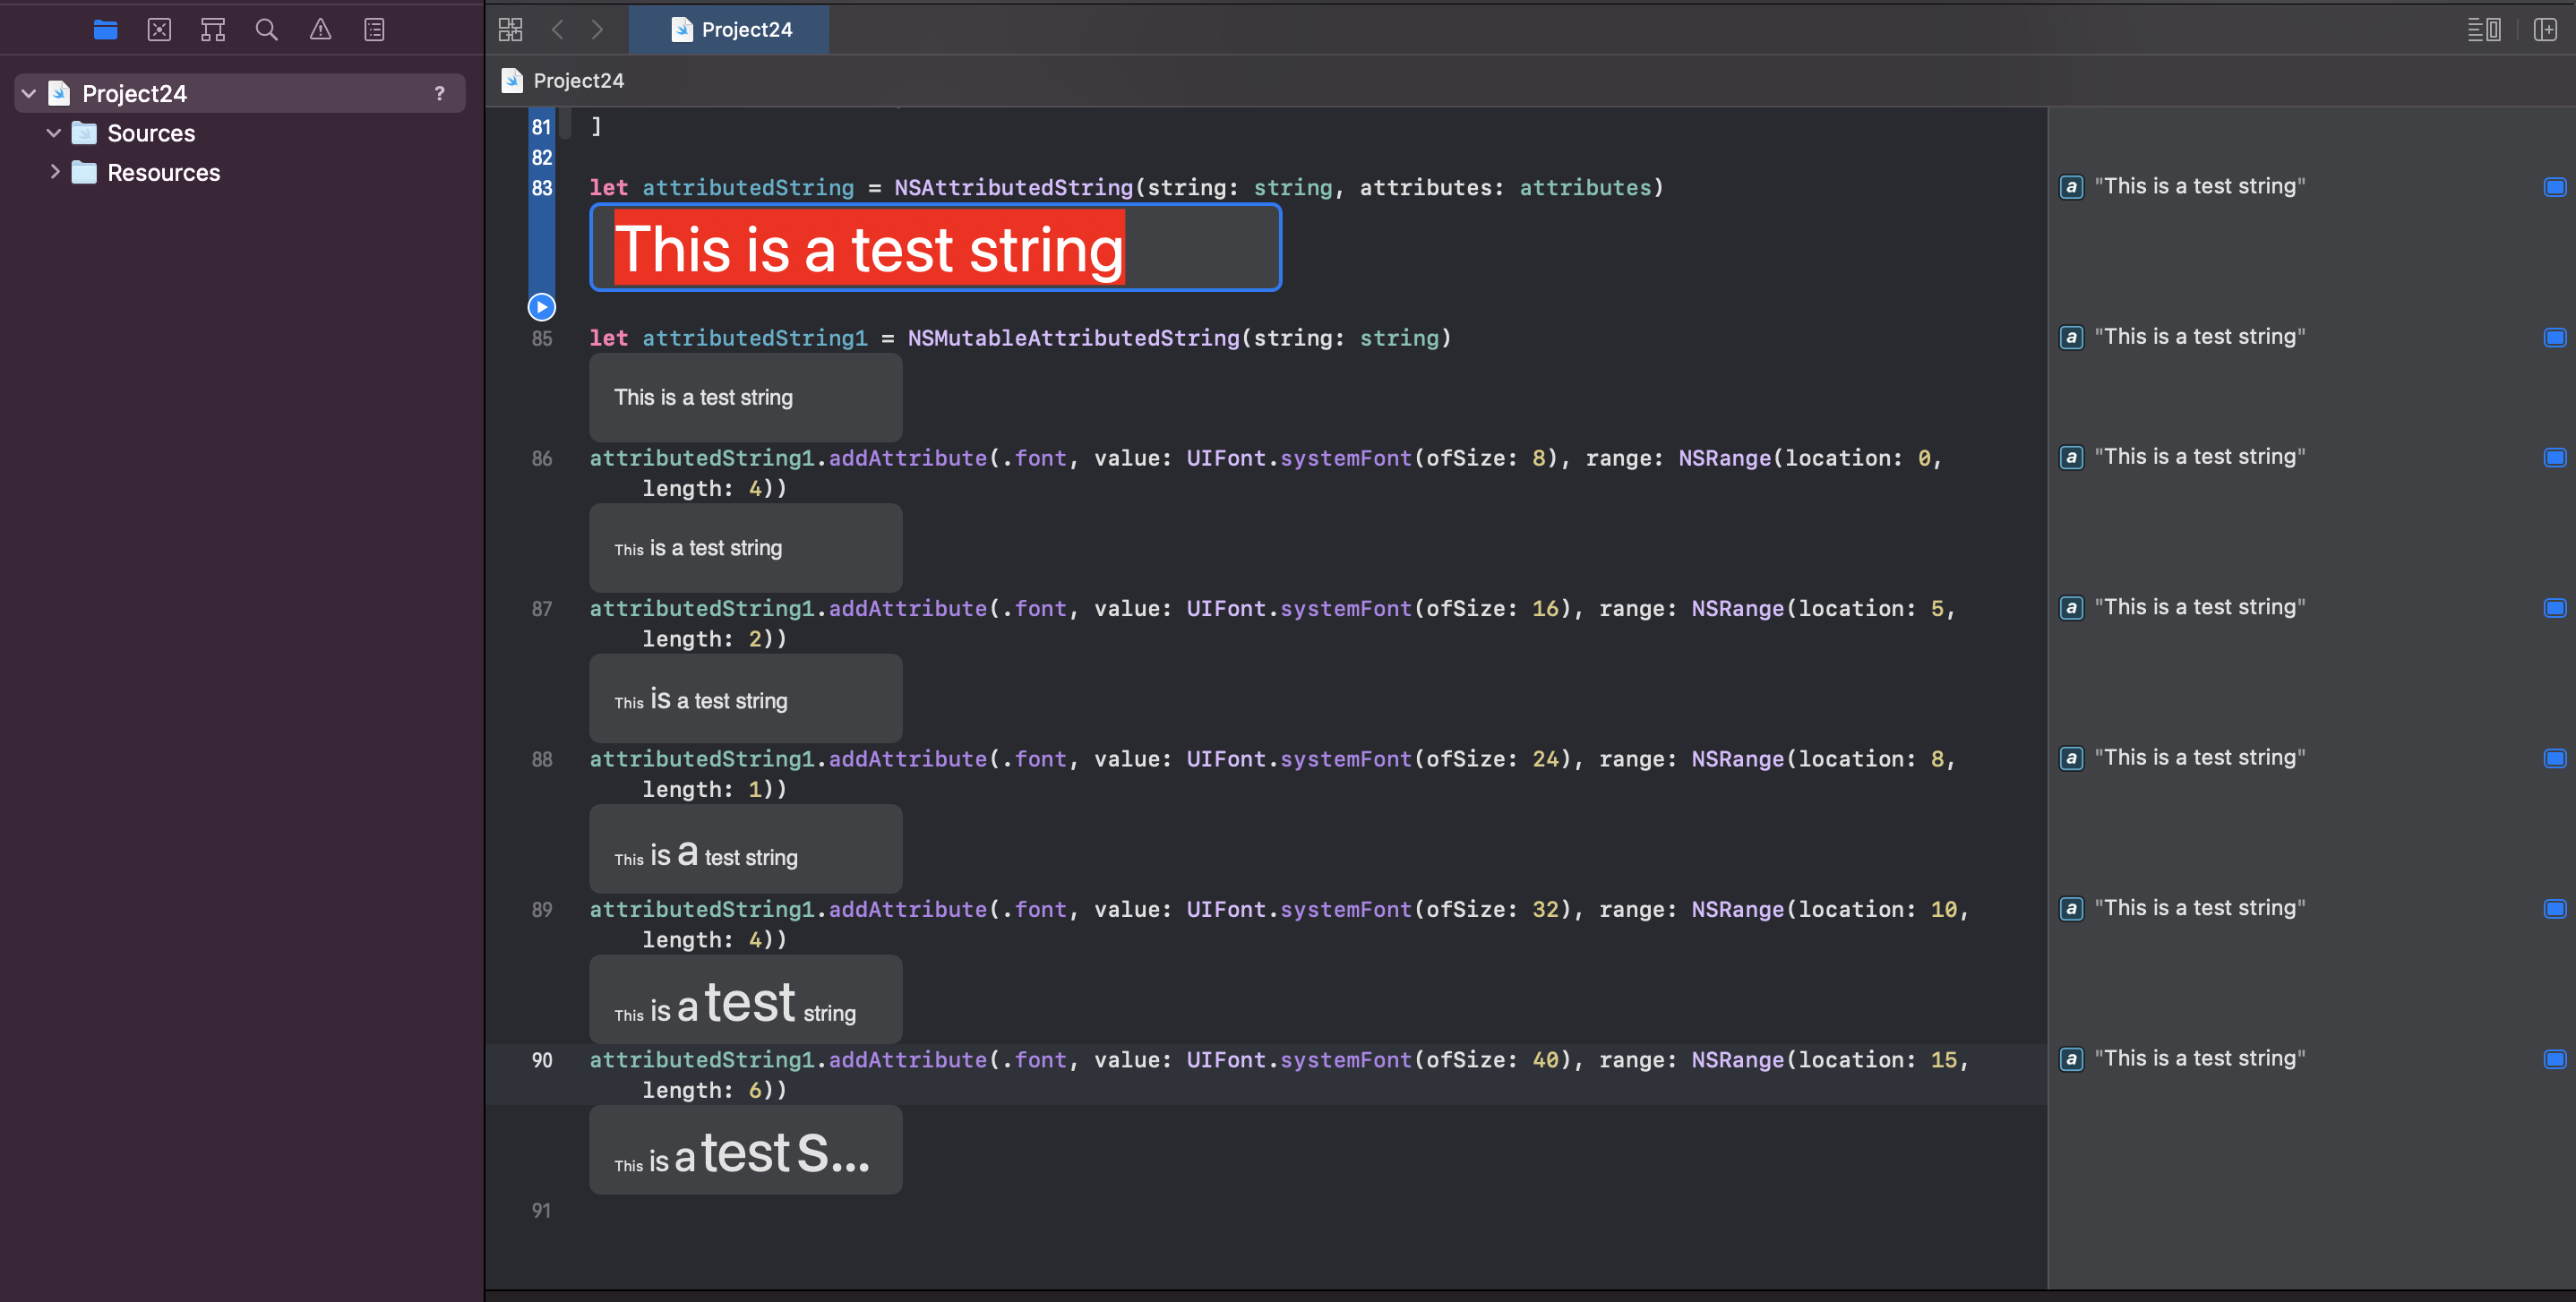 Project24
Project24 ?
Sources
Resources
Project24
81 ]
82
83 let attributedString = NSAttributedString(string: string, attributes: attributes)
a "This is a test string"
This is a test string
85 let attributedString1 = NSMutableAttributedString(string: string)
a "This is a test string"
This is a test string
86 attributedString1.addAttribute(.font, value: UIFont.systemFont(ofSize: 8), range: NSRange(location: 0,
length: 4))
a "This is a test string"
This is a test string
87 attributedString1.addAttribute(.font, value: UIFont.systemFont(ofSize: 16), range: NSRange(location: 5,
length: 2))
a "This is a test string"
This is a test string
88 attributedString1.addAttribute(.font, value: UIFont.systemFont(ofSize: 24), range: NSRange(location: 8,
length: 1))
a "This is a test string"
This is a test string
89 attributedString1.addAttribute(.font, value: UIFont.systemFont(ofSize: 32), range: NSRange(location: 10,
length: 4))
a "This is a test string"
This is a test string
90 attributedString1.addAttribute(.font, value: UIFont.systemFont(ofSize: 40), range: NSRange(location: 15,
length: 6))
a "This is a test string"
This is a test s...
91